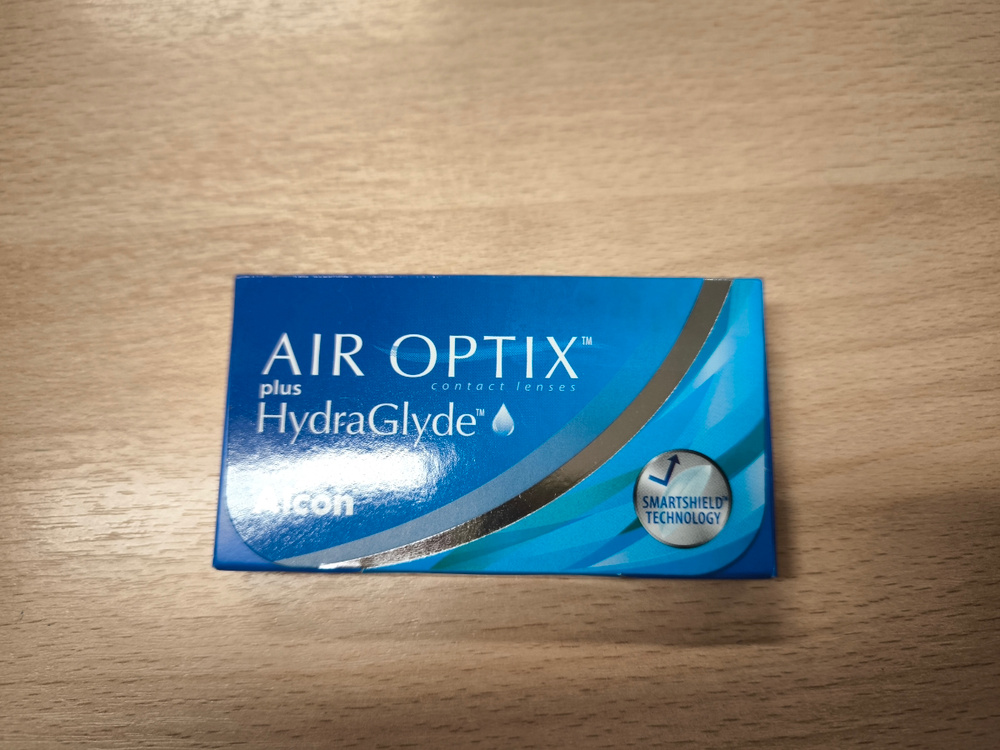 AIR OPTIX™
contact lenses
plus
HydraGlyde™
Alcon
SMARTSHIELD™
TECHNOLOGY